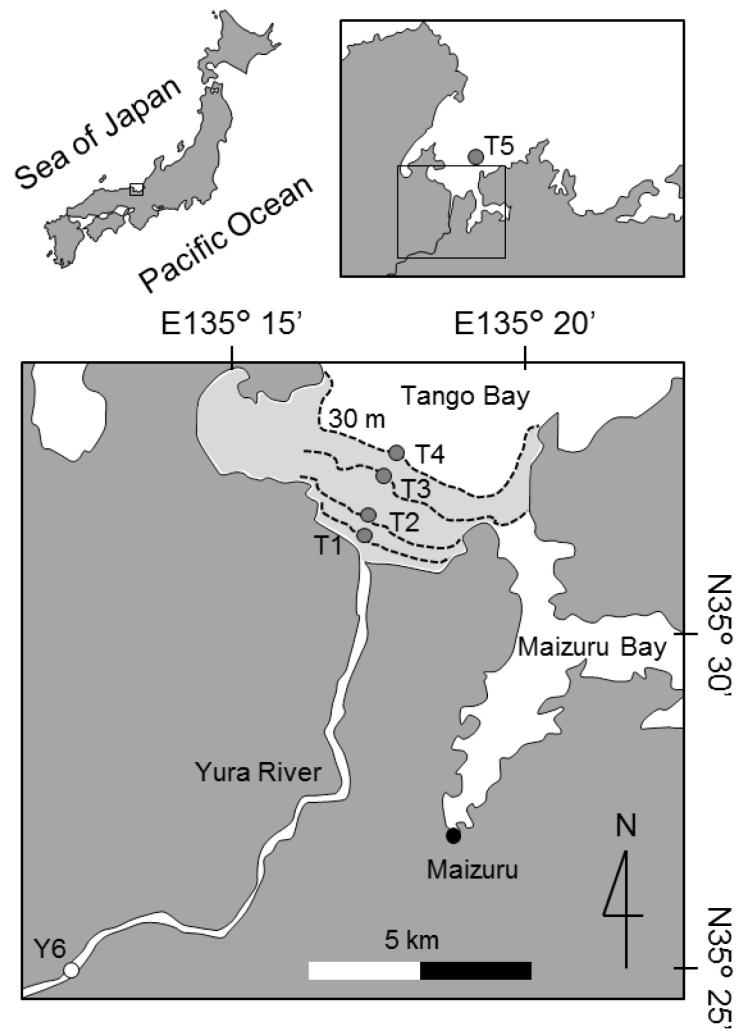 Sea of Japan
Pacific Ocean
T5
E135° 15’
E135° 20’
Tango Bay
30 m
T4
T3
T2
T1
N35° 30’
Maizuru Bay
Yura River
N
Maizuru
Y6
5 km
N35° 25’